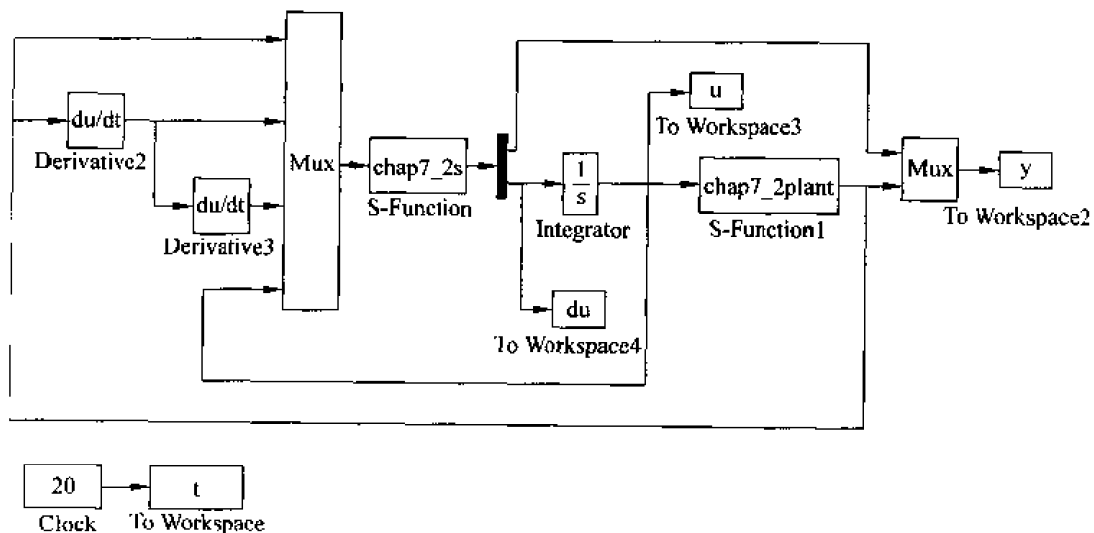 du/dt
Derivative2
du/dt
Derivative3
Mux
chap7_2s
S-Function
1
s
Integrator
du
To Workspace4
u
To Workspace3
chap7_2plant
S-Function1
Mux
y
To Workspace2
20
Clock
t
To Workspace